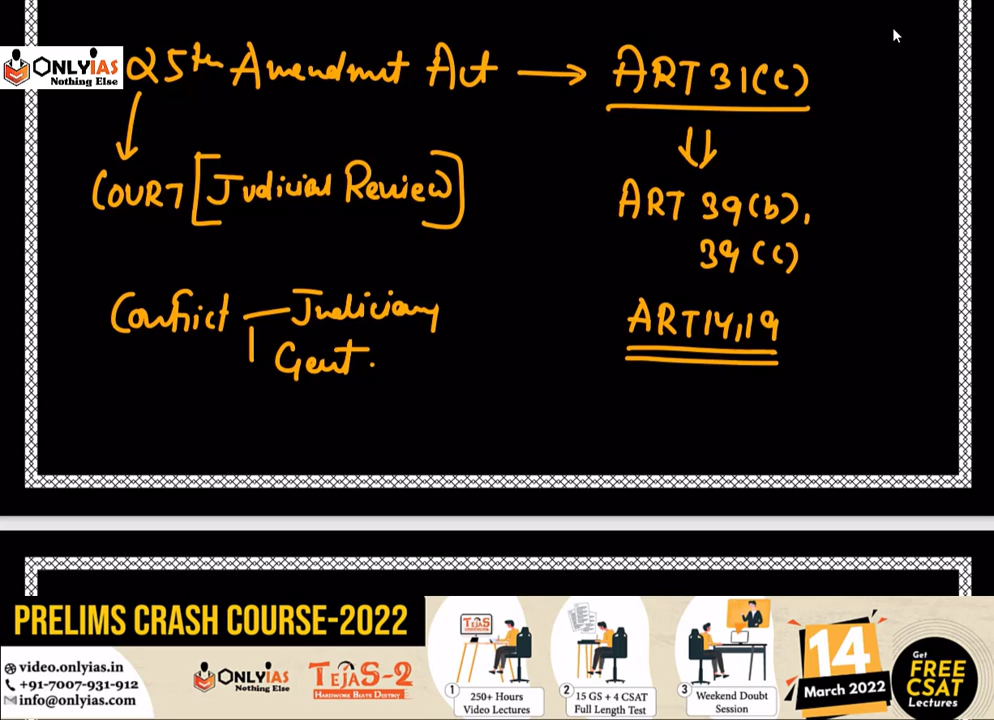 ONLYIAS
Nothing Else
25th Amendmnt Act → ART 31(C)
COURT [Judicial Review]
ART 39(b),
39(c)
Conflict - Judiciary
Govt.
ART 14, 19
PRELIMS CRASH COURSE-2022
video.onlyias.in
+91-7007-931-912
info@onlyias.com
ONLYIAS
Nothing Else
TEJAS-2
HARDWORK BEATS DESTINY
TEJAS
1
250+ Hours
Video Lectures
2
15 GS + 4 CSAT
Full Length Test
3
Weekend Doubt
Session
14
March 2022
Get
FREE
CSAT
Lectures